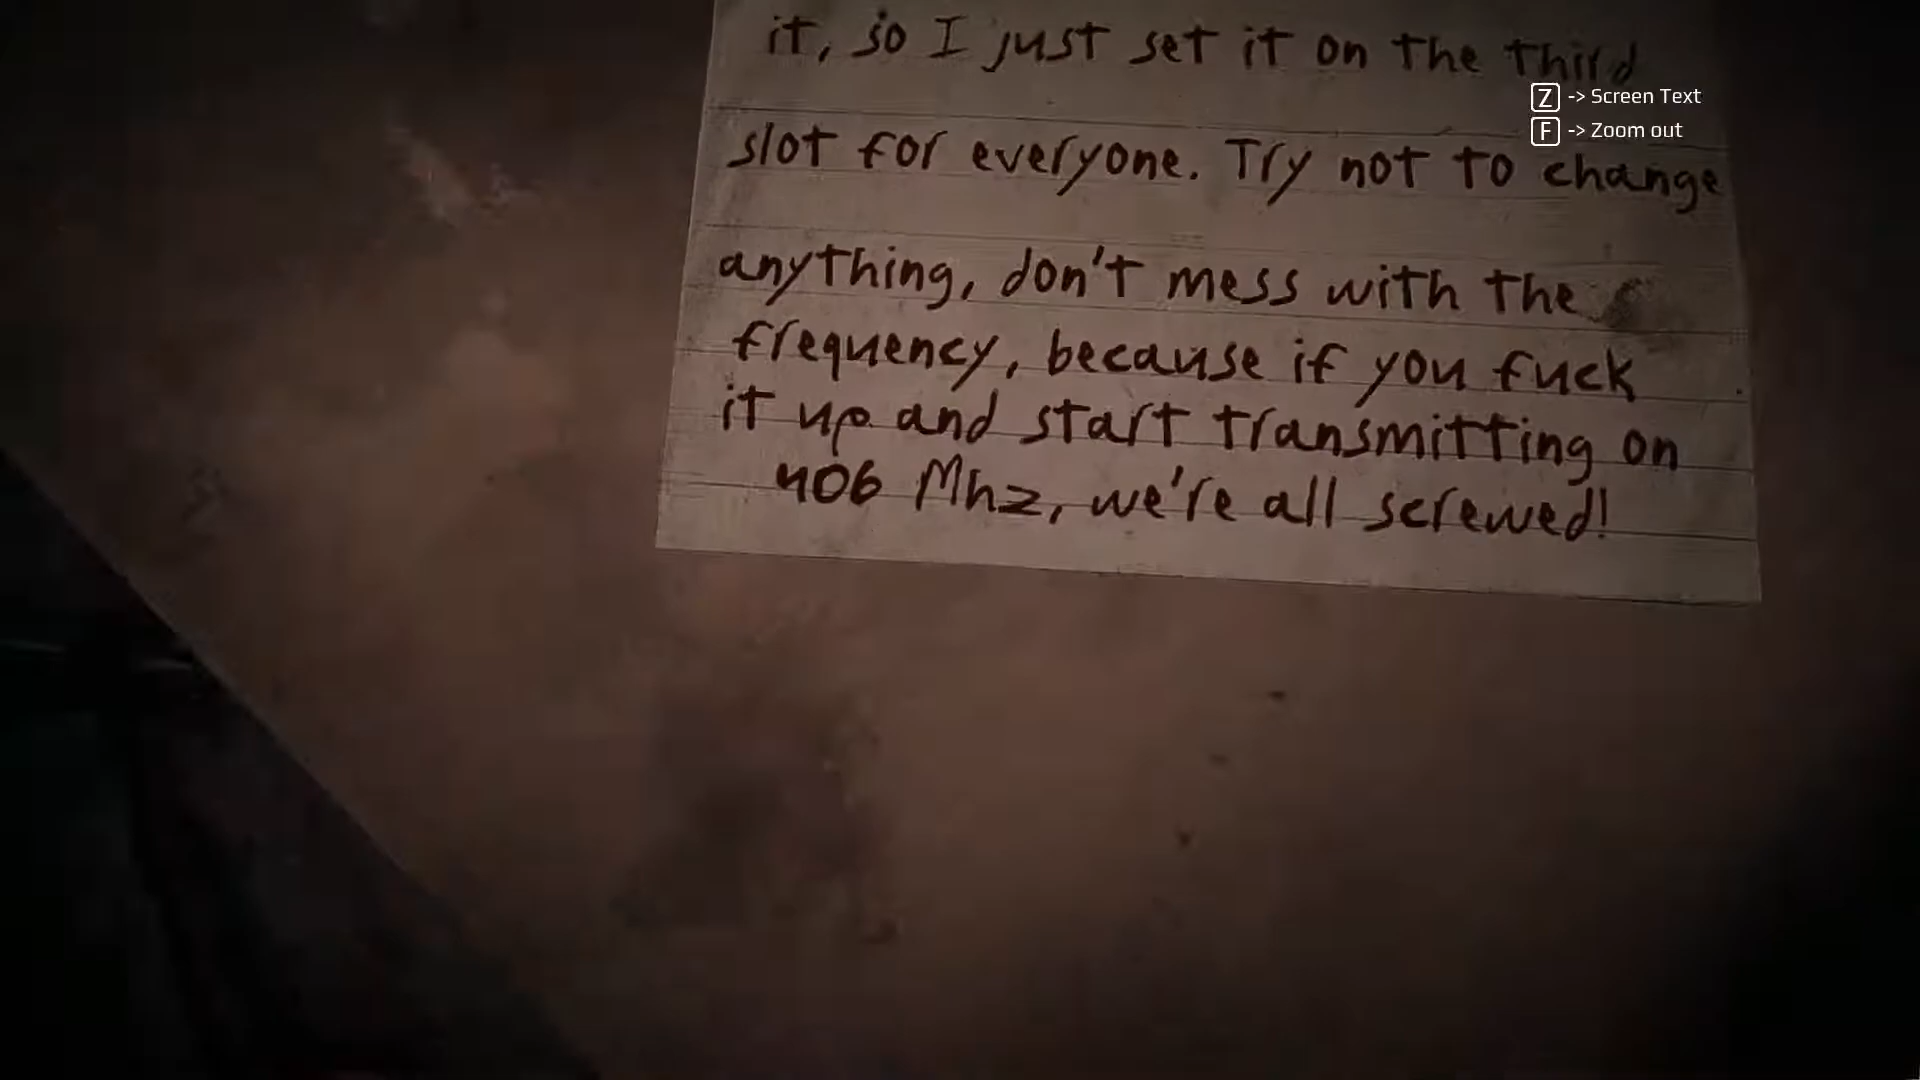 it, so I just set it on the third
Z -> Screen Text
F -> Zoom out
slot for everyone. Try not to change
anything, don't mess with the
frequency, because if you fuck
it up and start transmitting on
406 Mhz, we're all screwed!